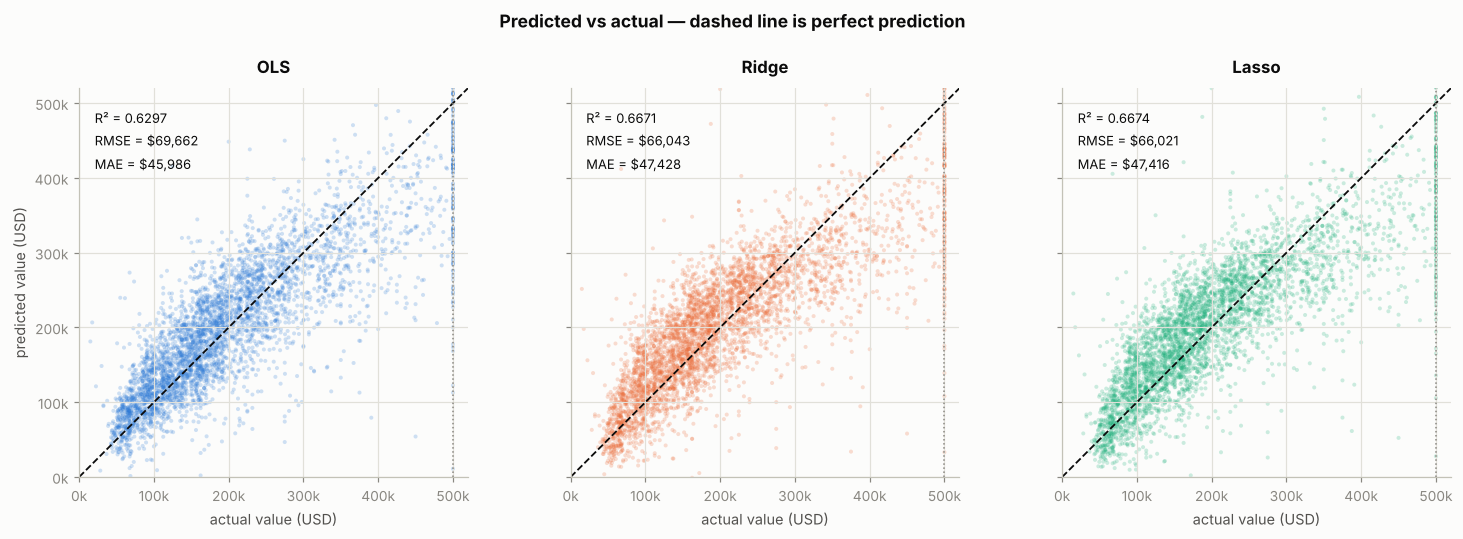 Predicted vs actual — dashed line is perfect prediction
OLS
R² = 0.6297
RMSE = $69,662
MAE = $45,986
predicted value (USD)
500k
400k
300k
200k
100k
0k
0k 100k 200k 300k 400k 500k
actual value (USD)
Ridge
R² = 0.6671
RMSE = $66,043
MAE = $47,428
0k 100k 200k 300k 400k 500k
actual value (USD)
Lasso
R² = 0.6674
RMSE = $66,021
MAE = $47,416
0k 100k 200k 300k 400k 500k
actual value (USD)